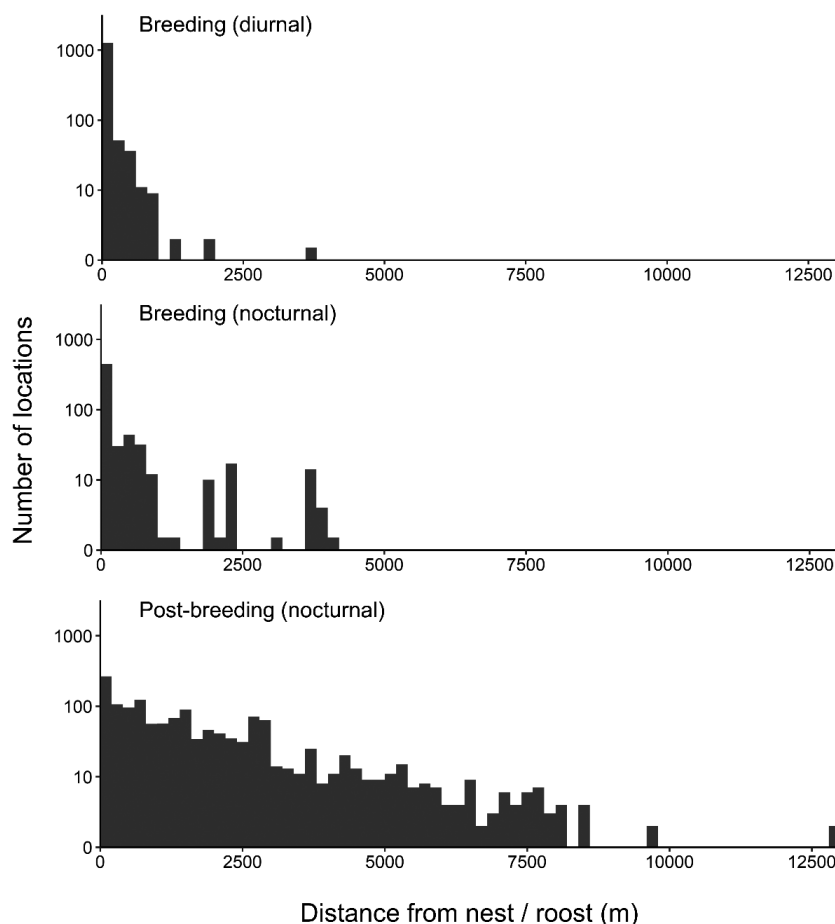 Breeding (diurnal)
1000
100
10
0
0 2500 5000 7500 10000 12500
Breeding (nocturnal)
1000
100
10
0
0 2500 5000 7500 10000 12500
Number of locations
Post-breeding (nocturnal)
1000
100
10
0
0 2500 5000 7500 10000 12500
Distance from nest / roost (m)